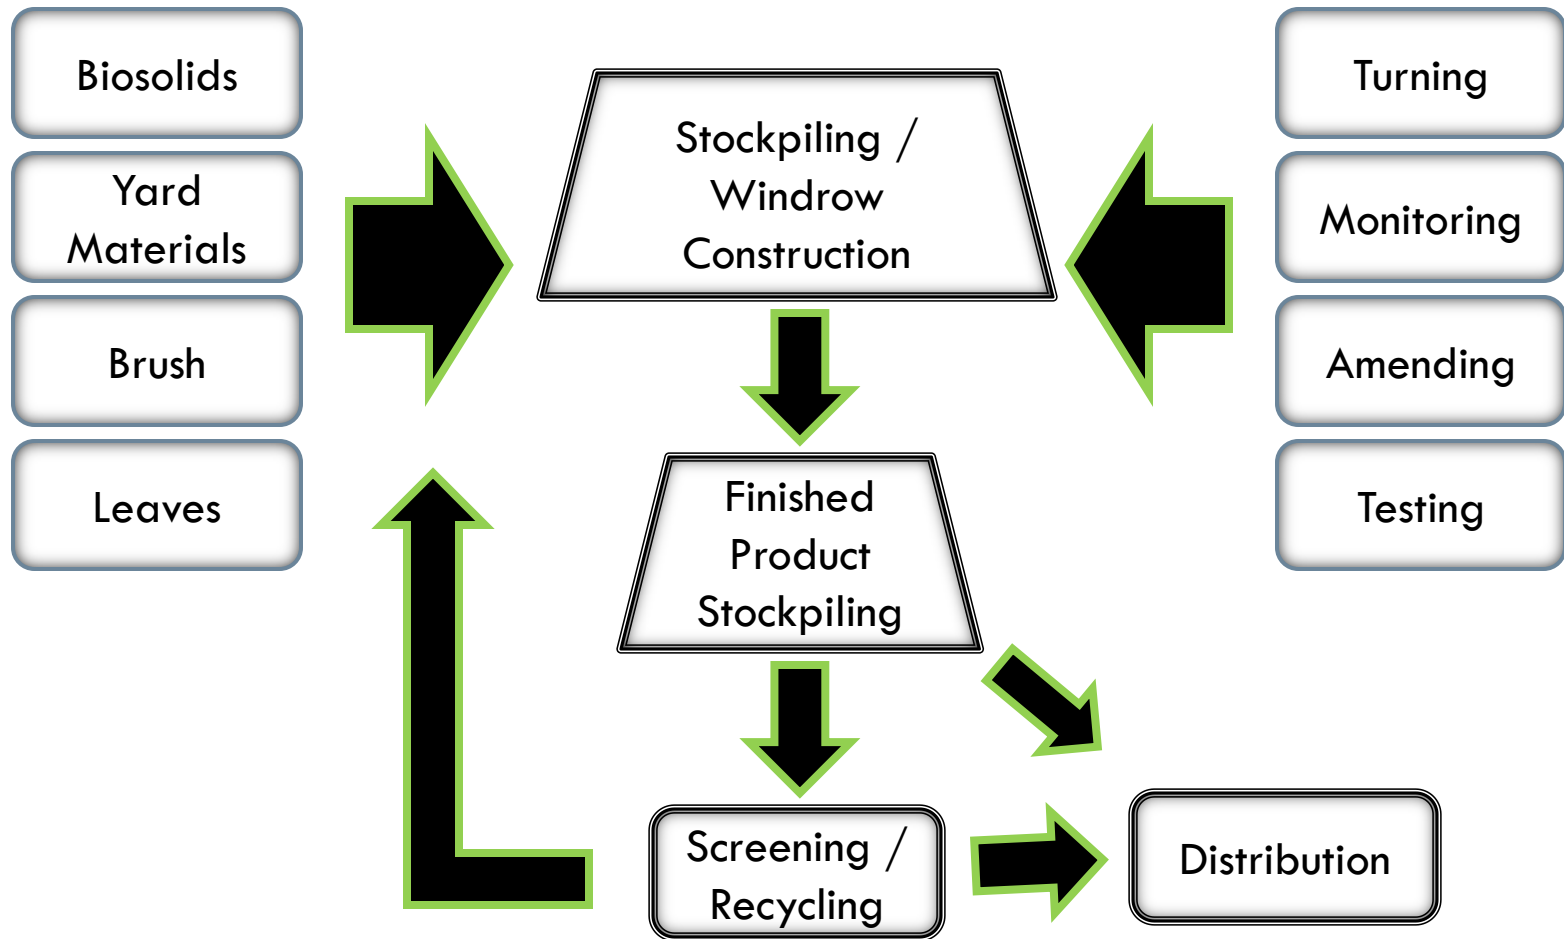 Biosolids
Yard
Materials
Brush
Leaves
Stockpiling /
Windrow
Construction
Turning
Monitoring
Amending
Testing
Finished
Product
Stockpiling
Screening /
Recycling
Distribution